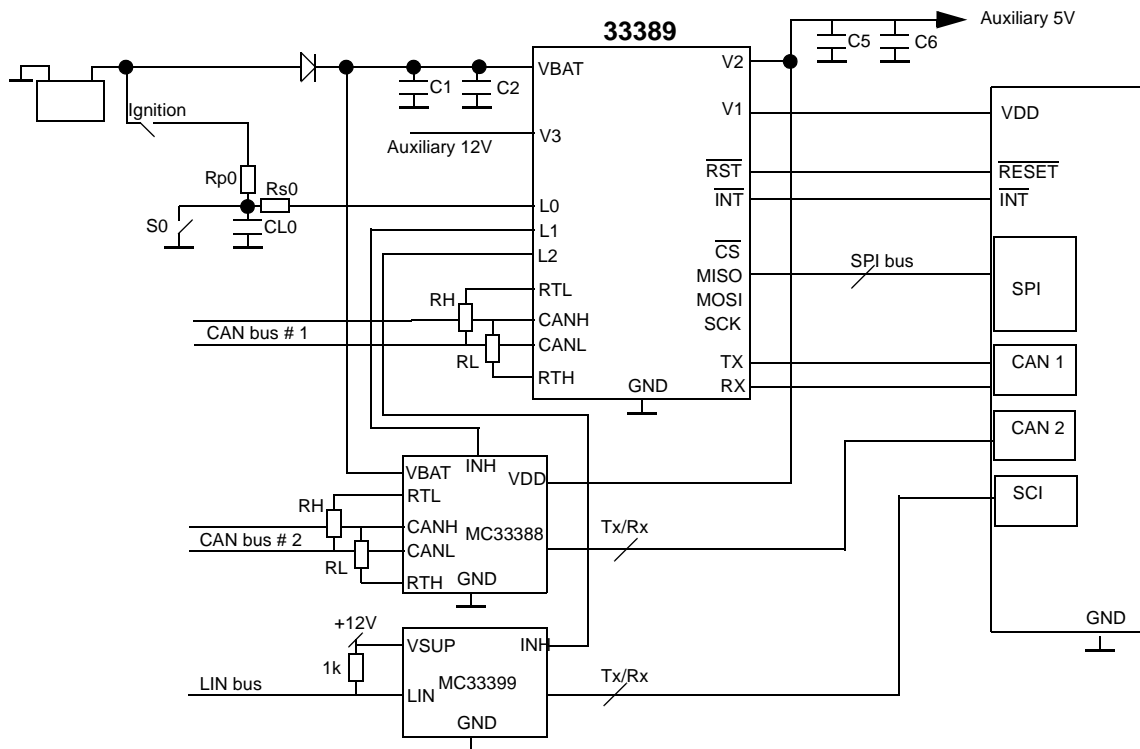 33389
Auxiliary 5V
C5
C6
V2
VBAT
C1
C2
Ignition
V1
VDD
V3
Auxiliary 12V
RST
RESET
INT
INT
Rp0
Rs0
L0
S0
CL0
L1
L2
CS
MISO
MOSI
SCK
SPI bus
SPI
RTL
RH
CANH
CAN bus # 1
CANL
RL
RTH
TX
RX
GND
CAN 1
CAN 2
INH
VBAT
VDD
RTL
RH
SCI
CANH
MC33388
Tx/Rx
CAN bus # 2
CANL
RL
RTH
GND
GND
+12V
VSUP
INH
1k
LIN bus
LIN
MC33399
Tx/Rx
GND